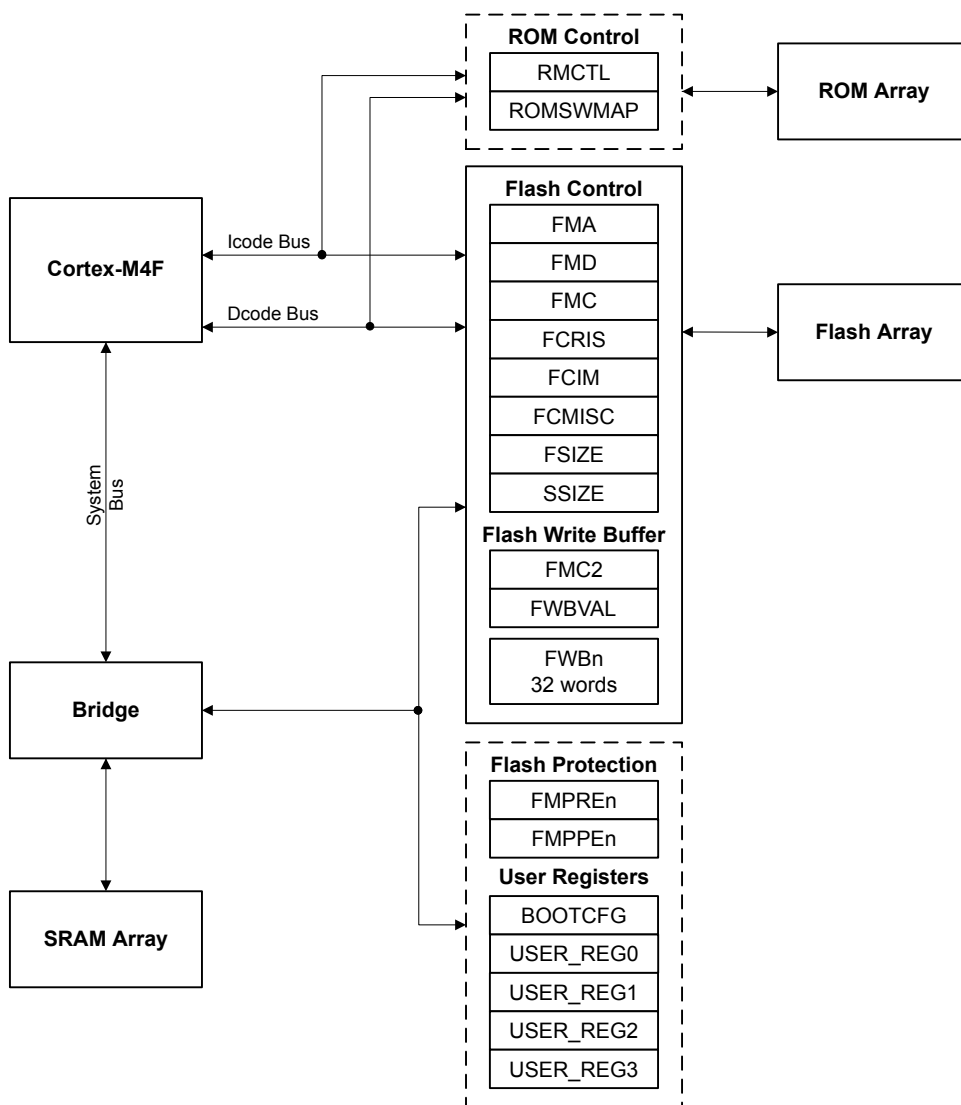 ROM Control
RMCTL
ROMSWMAP
ROM Array
Flash Control
FMA
FMD
FMC
FCRIS
FCIM
FCMISC
FSIZE
SSIZE
Flash Write Buffer
FMC2
FWBVAL
FWBn
32 words
Cortex-M4F
Icode Bus
Dcode Bus
Flash Array
System
Bus
Bridge
SRAM Array
Flash Protection
FMPREn
FMPPEn
User Registers
BOOTCFG
USER_REG0
USER_REG1
USER_REG2
USER_REG3